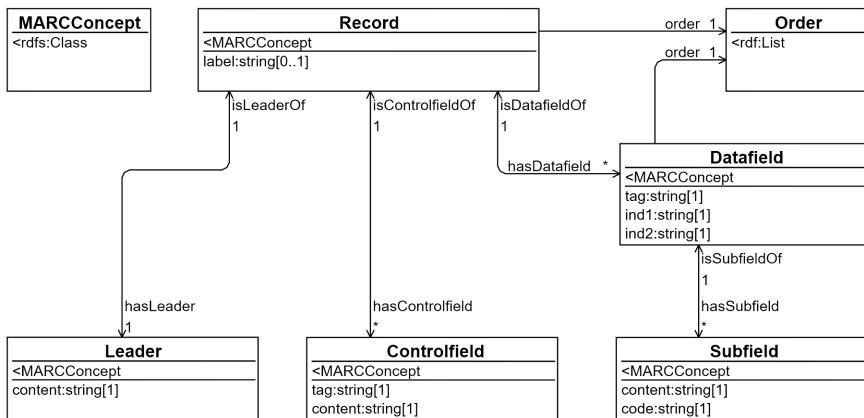 MARCConcept
<rdfs:Class
Record
<MARCConcept
label:string[0..1]
order 1
Order
<rdf:List
order 1
isLeaderOf
1
isControlfieldOf
1
isDatafieldOf
1
hasDatafield *
Datafield
<MARCConcept
tag:string[1]
ind1:string[1]
ind2:string[1]
isSubfieldOf
1
hasLeader
1
hasControlfield
*
hasSubfield
*
Leader
<MARCConcept
content:string[1]
Controlfield
<MARCConcept
tag:string[1]
content:string[1]
Subfield
<MARCConcept
content:string[1]
code:string[1]